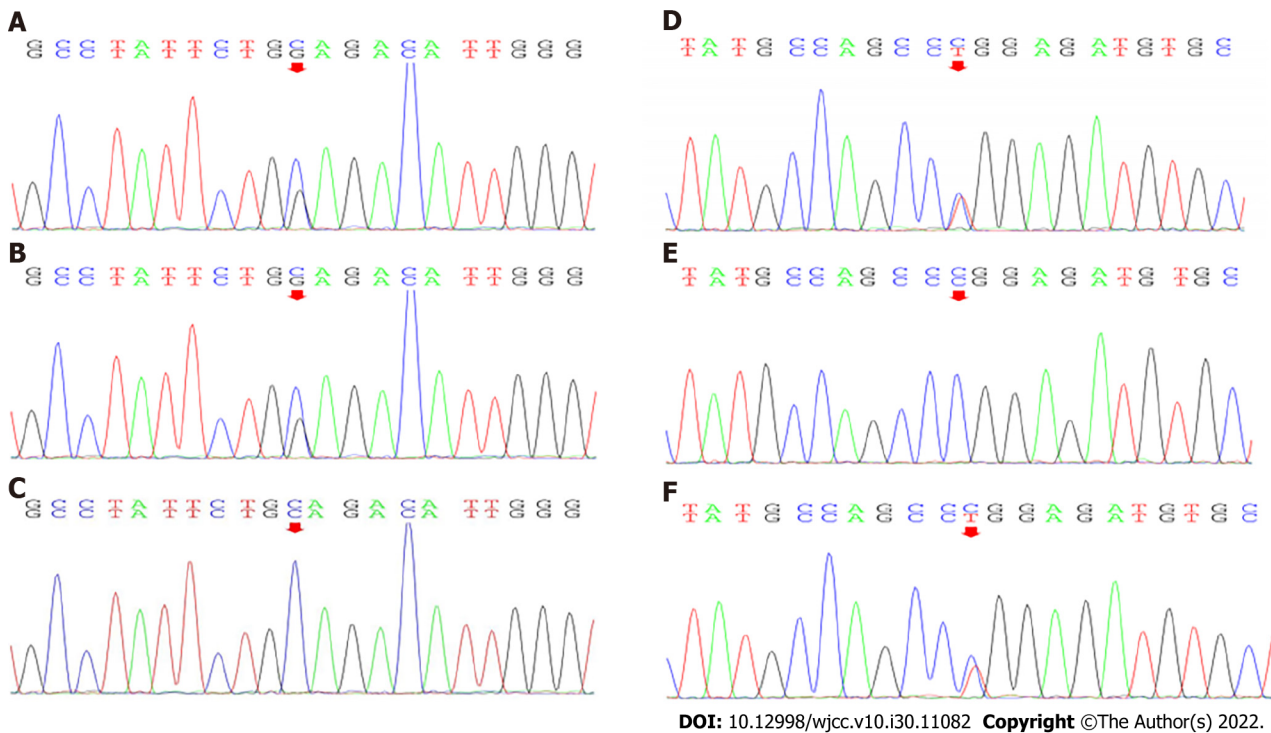 A
G C C T A T T C T G C A G A C A T T G G G
G C C T A T T C T G G A G A C A T T G G G
B
G C C T A T T C T G C A G A C A T T G G G
G C C T A T T C T G G A G A C A T T G G G
C
G C C T A T T C T G C A G A C A T T G G G
G C C T A T T C T G C A G A C A T T G G G
D
T A T G C C A G C C C G G A G A T G T G C
T A T G C C A G C C T G G A G A T G T G C
E
T A T G C C A G C C C G G A G A T G T G C
T A T G C C A G C C C G G A G A T G T G C
F
T A T G C C A G C C C G G A G A T G T G C
T A T G C C A G C C T G G A G A T G T G C
DOI: 10.12998/wjcc.v10.i30.11082 Copyright ©The Author(s) 2022.